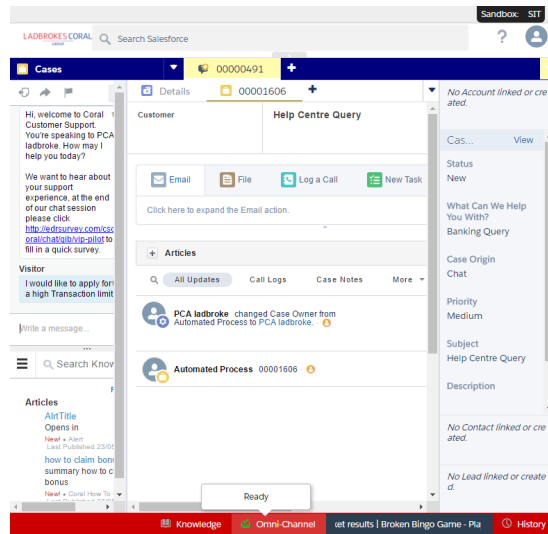 Sandbox: SIT
LADBROKES CORAL
GROUP
Search Salesforce
?
Cases
00000491
Hi, welcome to Coral
Customer Support.
You're speaking to PCA
ladbroke. How may I
help you today?
We want to hear about
your support
experience, at the end
of our chat session
please click
http://edrsurvey.com/csc
oral/chat/gib/vip-pilot to
fill in a quick survey.
Visitor
I would like to apply for
a high Transaction limit
Write a message...
Search Know
Articles
AlrtTitle
Opens in
New! • Alert
Last Published 23/05
how to claim bonu
summary how to c
bonus
New! • Coral How To
Details
00001606
Customer
Help Centre Query
Email
File
Log a Call
New Task
Click here to expand the Email action.
Articles
All Updates
Call Logs
Case Notes
More
PCA ladbroke changed Case Owner from
Automated Process to PCA ladbroke.
Automated Process 00001606
No Account linked or cre
ated.
Cas...
View
Status
New
What Can We Help
You With?
Banking Query
Case Origin
Chat
Priority
Medium
Subject
Help Centre Query
Description
No Contact linked or cre
ated.
No Lead linked or create
d.
Ready
Knowledge
Omni-Channel
et results | Broken Bingo Game - Pla
History